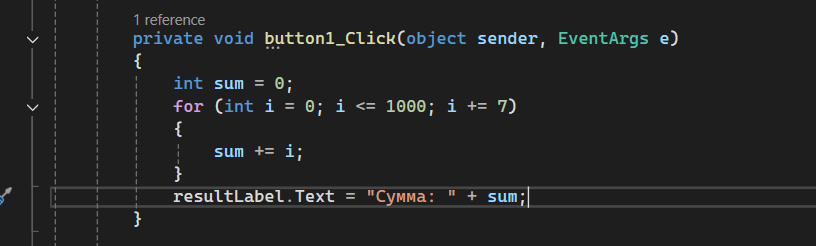 1 reference
private void button1_Click(object sender, EventArgs e)
{
int sum = 0;
for (int i = 0; i <= 1000; i += 7)
{
sum += i;
}
resultLabel.Text = "Сумма: " + sum;
}